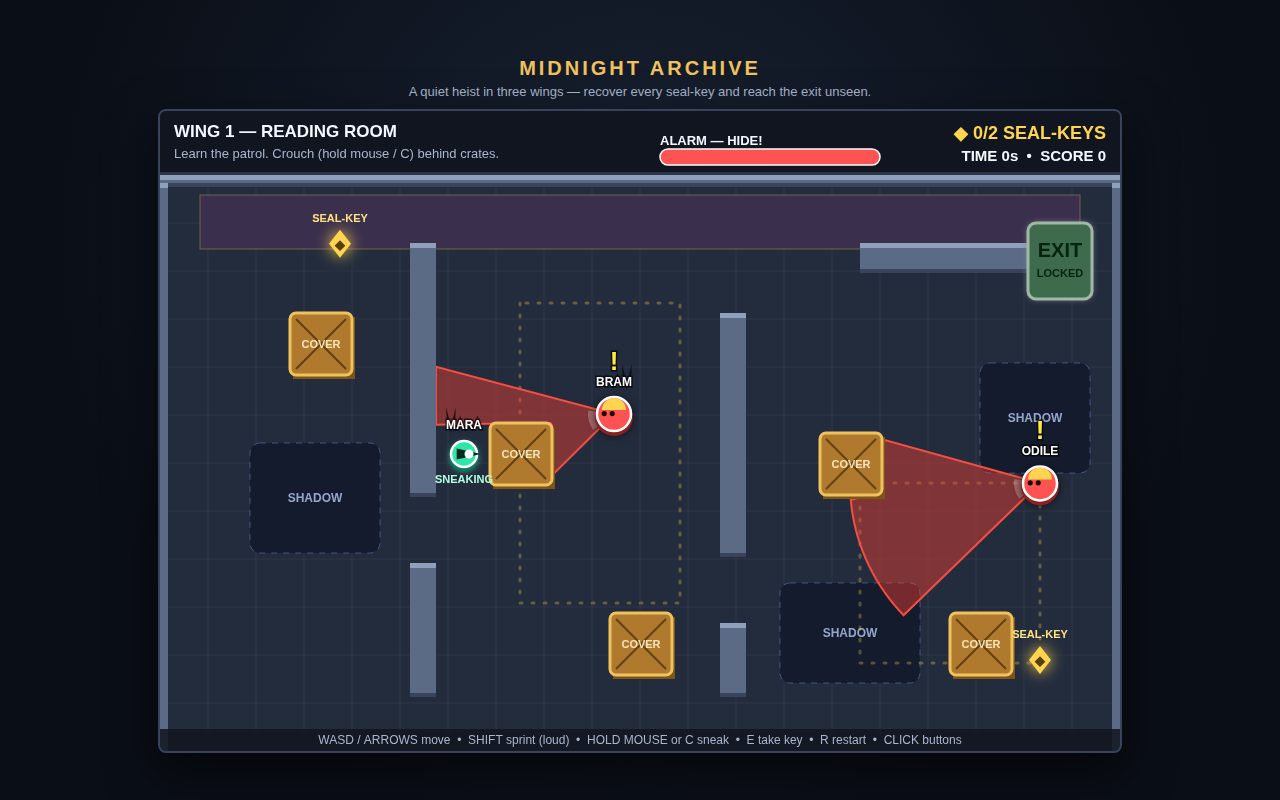 MIDNIGHT ARCHIVE
A quiet heist in three wings — recover every seal-key and reach the exit unseen.
WING 1 — READING ROOM
Learn the patrol. Crouch (hold mouse / C) behind crates.
ALARM — HIDE!
◆ 0/2 SEAL-KEYS
TIME 0s • SCORE 0
SEAL-KEY
EXIT
LOCKED
COVER
!
BRAM
MARA
SNEAKING
COVER
SHADOW
SHADOW
!
ODILE
COVER
COVER
SHADOW
COVER
SEAL-KEY
WASD / ARROWS move • SHIFT sprint (loud) • HOLD MOUSE or C sneak • E take key • R restart • CLICK buttons